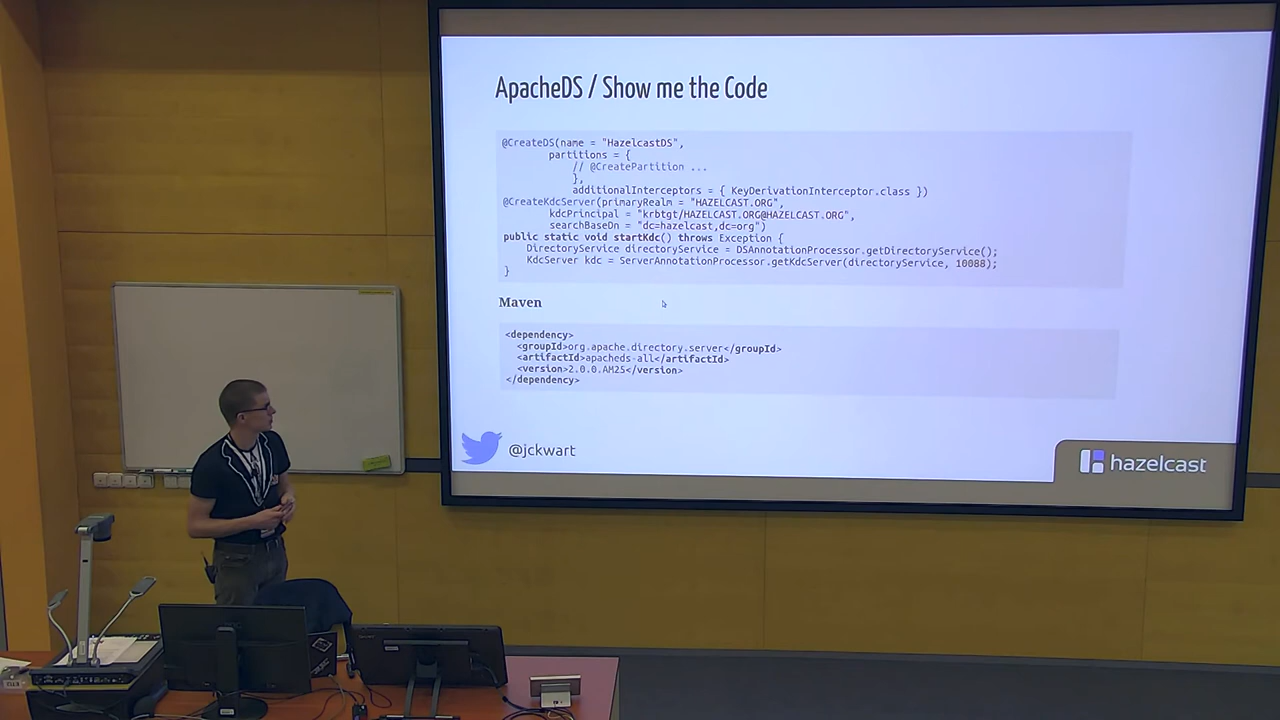 ApacheDS / Show me the Code
@CreateDS(name = "HazelcastDS",
partitions = {
// @CreatePartition ...
},
additionalInterceptors = { KeyDerivationInterceptor.class })
@CreateKdcServer(primaryRealm = "HAZELCAST.ORG",
kdcPrincipal = "krbtgt/HAZELCAST.ORG@HAZELCAST.ORG",
searchBaseDn = "dc=hazelcast,dc=org")
public static void startKdc() throws Exception {
DirectoryService directoryService = DSAnnotationProcessor.getDirectoryService();
KdcServer kdc = ServerAnnotationProcessor.getKdcServer(directoryService, 10088);
}
Maven
<dependency>
<groupId>org.apache.directory.server</groupId>
<artifactId>apacheds-all</artifactId>
<version>2.0.0.AM25</version>
</dependency>
@jckwart
hazelcast